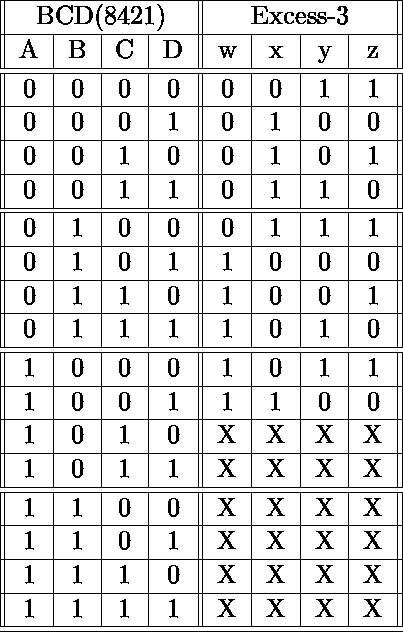 BCD(8421) Excess-3
A B C D w x y z
0 0 0 0 0 0 1 1
0 0 0 1 0 1 0 0
0 0 1 0 0 1 0 1
0 0 1 1 0 1 1 0
0 1 0 0 0 1 1 1
0 1 0 1 1 0 0 0
0 1 1 0 1 0 0 1
0 1 1 1 1 0 1 0
1 0 0 0 1 0 1 1
1 0 0 1 1 1 0 0
1 0 1 0 X X X X
1 0 1 1 X X X X
1 1 0 0 X X X X
1 1 0 1 X X X X
1 1 1 0 X X X X
1 1 1 1 X X X X